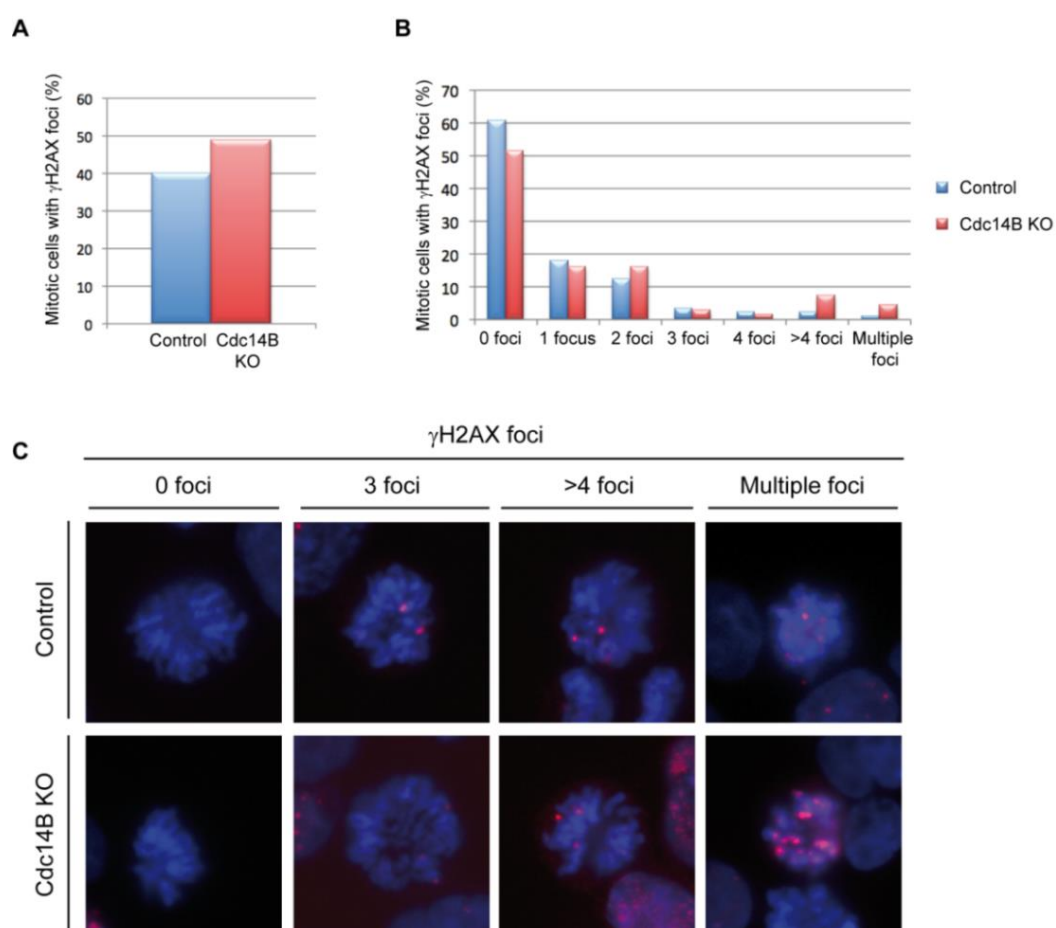 A
B
Mitotic cells with γH2AX foci (%)
60
50
40
30
20
10
0
Control Cdc14B
KO
Mitotic cells with γH2AX foci (%)
70
60
50
40
30
20
10
0
0 foci 1 focus 2 foci 3 foci 4 foci >4 foci Multiple
foci
Control
Cdc14B KO
C
γH2AX foci
0 foci 3 foci >4 foci Multiple foci
Control
Cdc14B KO